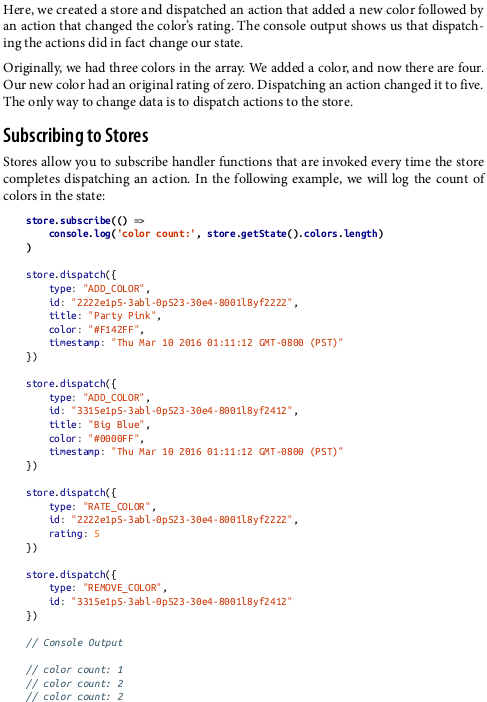 Here, we created a store and dispatched an action that added a new color followed by
an action that changed the color’s rating. The console output shows us that dispatch-
ing the actions did in fact change our state.
Originally, we had three colors in the array. We added a color, and now there are four.
Our new color had an original rating of zero. Dispatching an action changed it to five.
The only way to change data is to dispatch actions to the store.
Subscribing to Stores
Stores allow you to subscribe handler functions that are invoked every time the store
completes dispatching an action. In the following example, we will log the count of
colors in the state:
store.subscribe(() =>
    console.log('color count:', store.getState().colors.length)
)
store.dispatch({
    type: "ADD_COLOR",
    id: "2222e1p5-3abl-0p523-30e4-8001l8yf2222",
    title: "Party Pink",
    color: "#F142FF",
    timestamp: "Thu Mar 10 2016 01:11:12 GMT-0800 (PST)"
})
store.dispatch({
    type: "ADD_COLOR",
    id: "3315e1p5-3abl-0p523-30e4-8001l8yf2412",
    title: "Big Blue",
    color: "#0000FF",
    timestamp: "Thu Mar 10 2016 01:11:12 GMT-0800 (PST)"
})
store.dispatch({
    type: "RATE_COLOR",
    id: "2222e1p5-3abl-0p523-30e4-8001l8yf2222",
    rating: 5
})
store.dispatch({
    type: "REMOVE_COLOR",
    id: "3315e1p5-3abl-0p523-30e4-8001l8yf2412"
})
// Console Output
// color count: 1
// color count: 2
// color count: 2